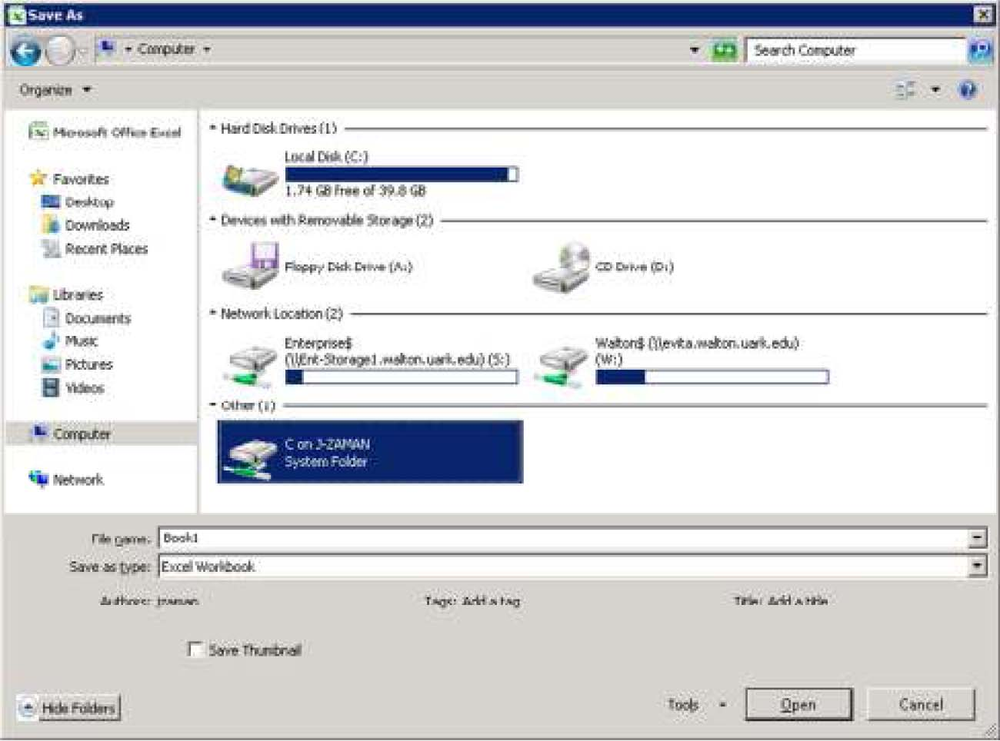 Save As
Computer
Search Computer
Organize
Microsoft Office Excel
Favorites
Desktop
Downloads
Recent Places
Libraries
Documents
Music
Pictures
Videos
Computer
Network
Hard Disk Drives (1)
Local Disk (C:)
1.74 GB free of 39.8 GB
Devices with Removable Storage (2)
Floppy Disk Drive (A:)
CD Drive (D:)
Network Location (2)
Enterprise$
(\\Ent-Storage1.walton.uark.edu) (S:)
Walton$ (\\evita.walton.uark.edu)
(W:)
Other (1)
C on J-ZAMAN
System Folder
File name: Book1
Save as type: Excel Workbook
Authors: jzaman
Tags: Add a tag
Title: Add a title
Save Thumbnail
Hide Folders
Tools
Open
Cancel